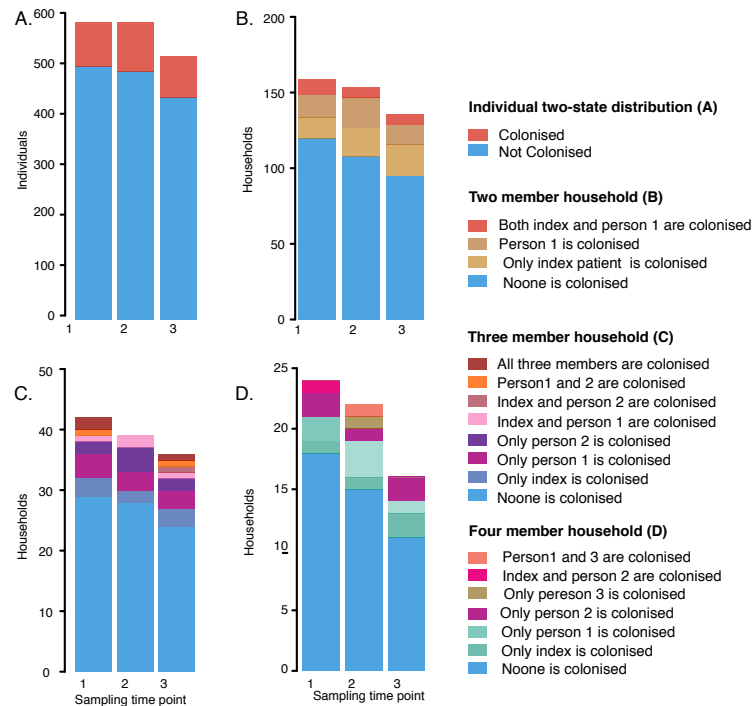 A.
600
500
400
300
200
100
0
Individuals
1 2 3
B.
200
150
100
50
0
Households
1 2 3
Individual two-state distribution (A)
Colonised
Not Colonised
Two member household (B)
Both index and person 1 are colonised
Person 1 is colonised
Only index patient is colonised
Noone is colonised
C.
50
40
30
20
10
0
Households
1 2 3
Sampling time point
D.
25
20
15
10
5
0
Households
1 2 3
Sampling time point
Three member household (C)
All three members are colonised
Person1 and 2 are colonised
Index and person 2 are colonised
Index and person 1 are colonised
Only person 2 is colonised
Only person 1 is colonised
Only index is colonised
Noone is colonised
Four member household (D)
Person1 and 3 are colonised
Index and person 2 are colonised
Only pereson 3 is colonised
Only person 2 is colonised
Only person 1 is colonised
Only index is colonised
Noone is colonised